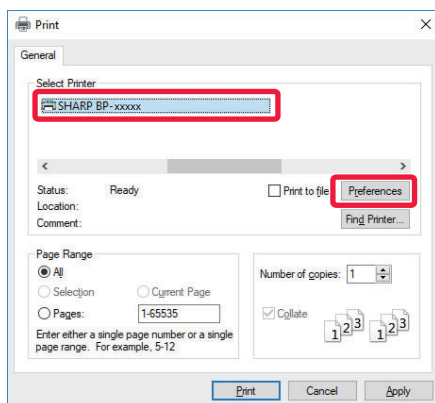 Print
General
Select Printer
SHARP BP-xxxxx
Status: Ready
Print to file
Preferences
Location:
Comment:
Find Printer...
Page Range
All
Selection
Current Page
Pages: 1-65535
Enter either a single page number or a single
page range. For example, 5-12
Number of copies: 1
Collate
1 2 3 1 2 3
Print Cancel Apply